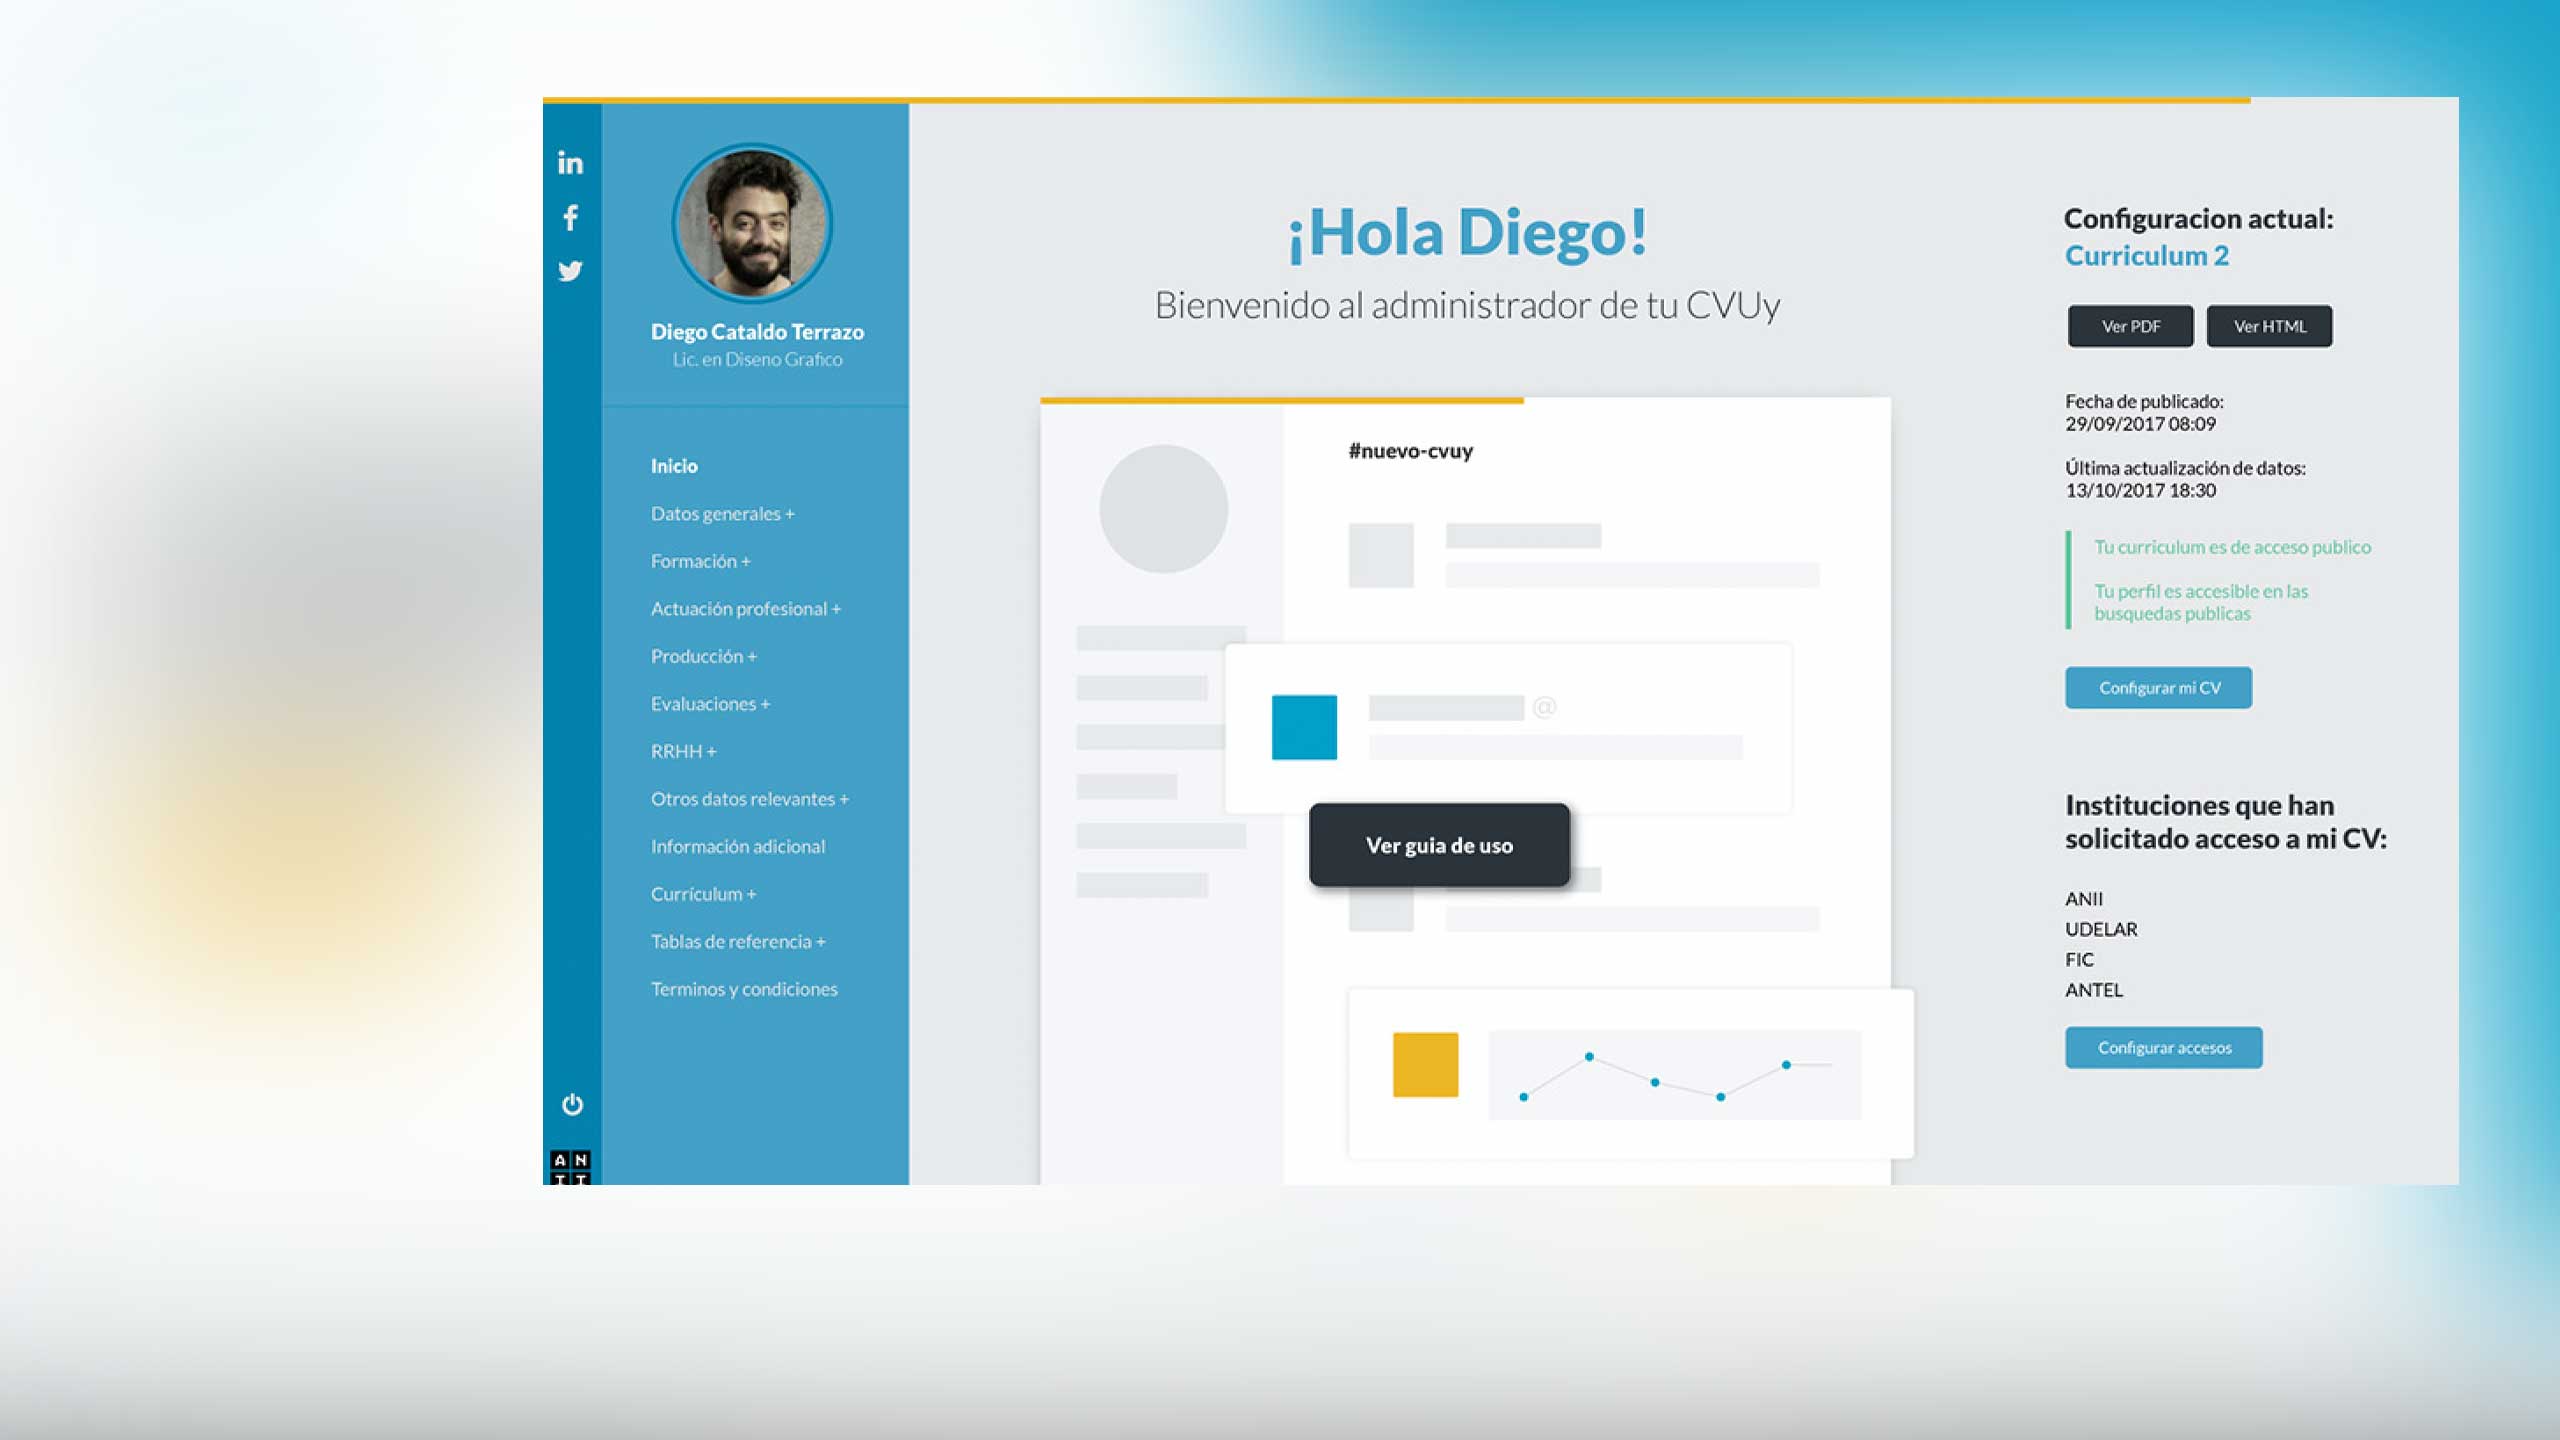 in
f
Diego Cataldo Terrazo
Lic. en Diseno Grafico
Inicio
Datos generales +
Formación +
Actuación profesional +
Producción +
Evaluaciones +
RRHH +
Otros datos relevantes +
Información adicional
Currículum +
Tablas de referencia +
Terminos y condiciones
A N
I I
¡Hola Diego!
Bienvenido al administrador de tu CVUy
#nuevo-cvuy
@
Ver guia de uso
Configuracion actual:
Curriculum 2
Ver PDF Ver HTML
Fecha de publicado:
29/09/2017 08:09
Última actualización de datos:
13/10/2017 18:30
Tu curriculum es de acceso publico
Tu perfil es accesible en las
busquedas publicas
Configurar mi CV
Instituciones que han
solicitado acceso a mi CV:
ANII
UDELAR
FIC
ANTEL
Configurar accesos